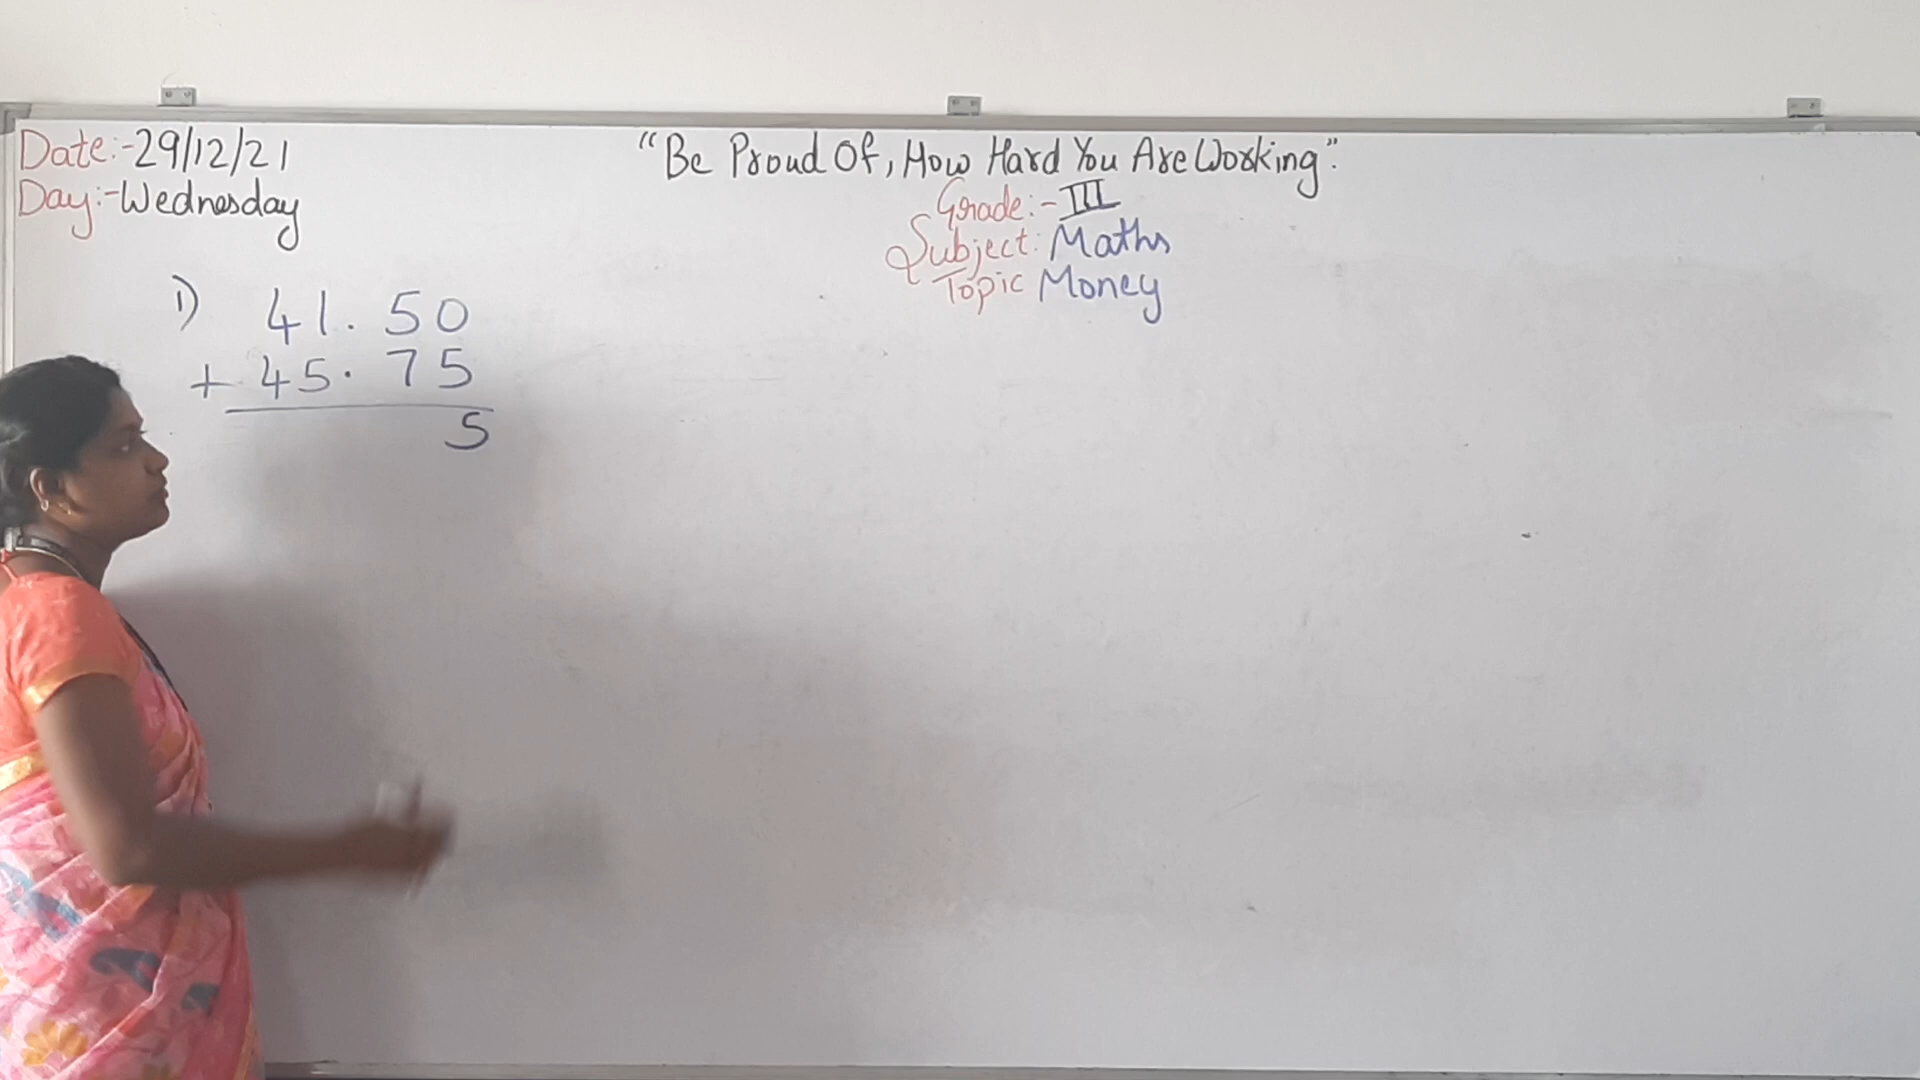 Date:-29/12/21
"Be Proud Of, How Hard You Are Working".
Day:-Wednesday
Grade:-III
Subject: Maths
Topic Money
1) 41.50
+ 45.75
5